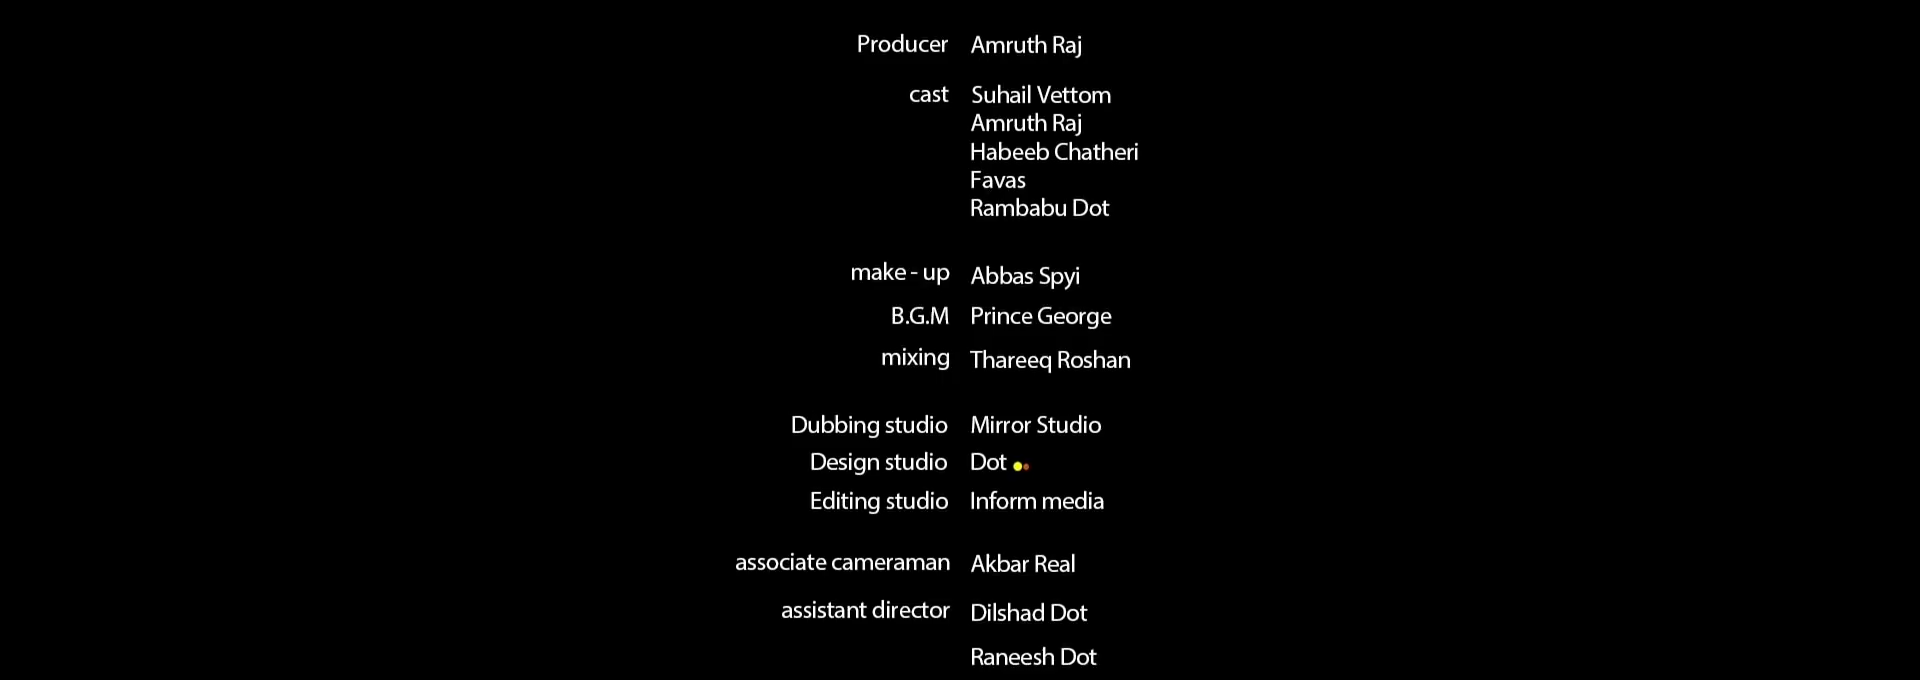 Producer Amruth Raj
cast Suhail Vettom
Amruth Raj
Habeeb Chatheri
Favas
Rambabu Dot
make - up Abbas Spyi
B.G.M Prince George
mixing Thareeq Roshan
Dubbing studio Mirror Studio
Design studio Dot
Editing studio Inform media
associate cameraman Akbar Real
assistant director Dilshad Dot
Raneesh Dot